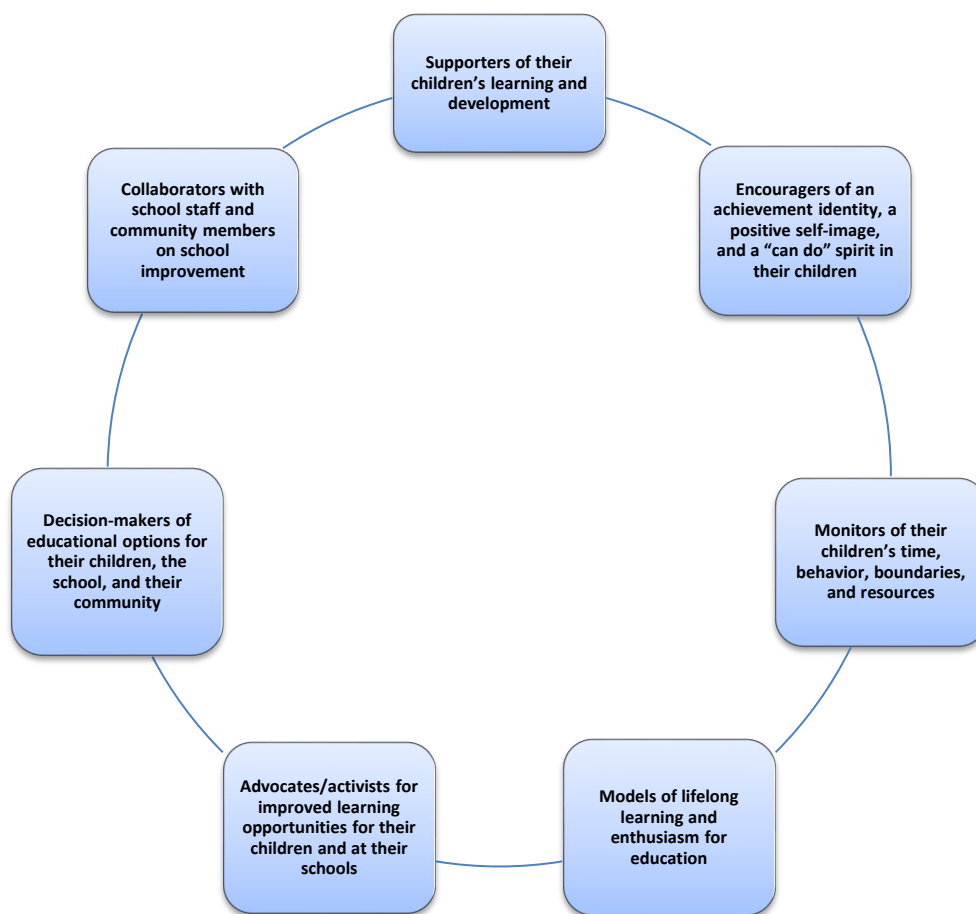 Supporters of their
children’s learning and
development
Encouragers of an
achievement identity, a
positive self-image,
and a “can do” spirit in
their children
Monitors of their
children’s time,
behavior, boundaries,
and resources
Models of lifelong
learning and
enthusiasm for
education
Advocates/activists for
improved learning
opportunities for their
children and at their
schools
Decision-makers of
educational options for
their children, the
school, and their
community
Collaborators with
school staff and
community members
on school
improvement